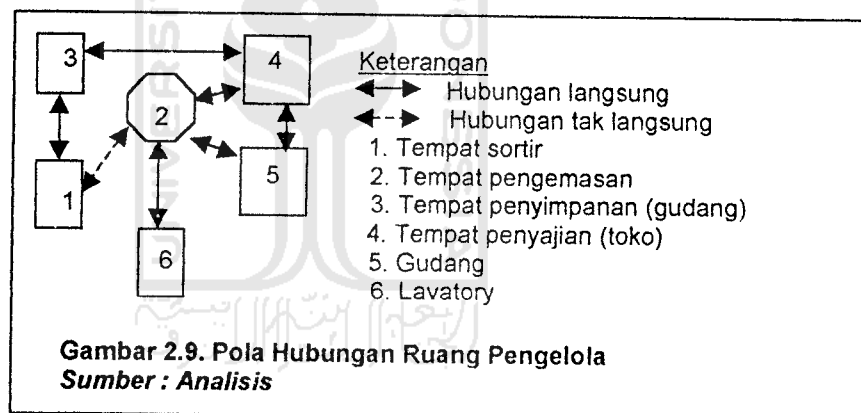 3
4
2
1
5
6
Keterangan
Hubungan langsung
Hubungan tak langsung
1. Tempat sortir
2. Tempat pengemasan
3. Tempat penyimpanan (gudang)
4. Tempat penyajian (toko)
5. Gudang
6. Lavatory
Gambar 2.9. Pola Hubungan Ruang Pengelola
Sumber : Analisis